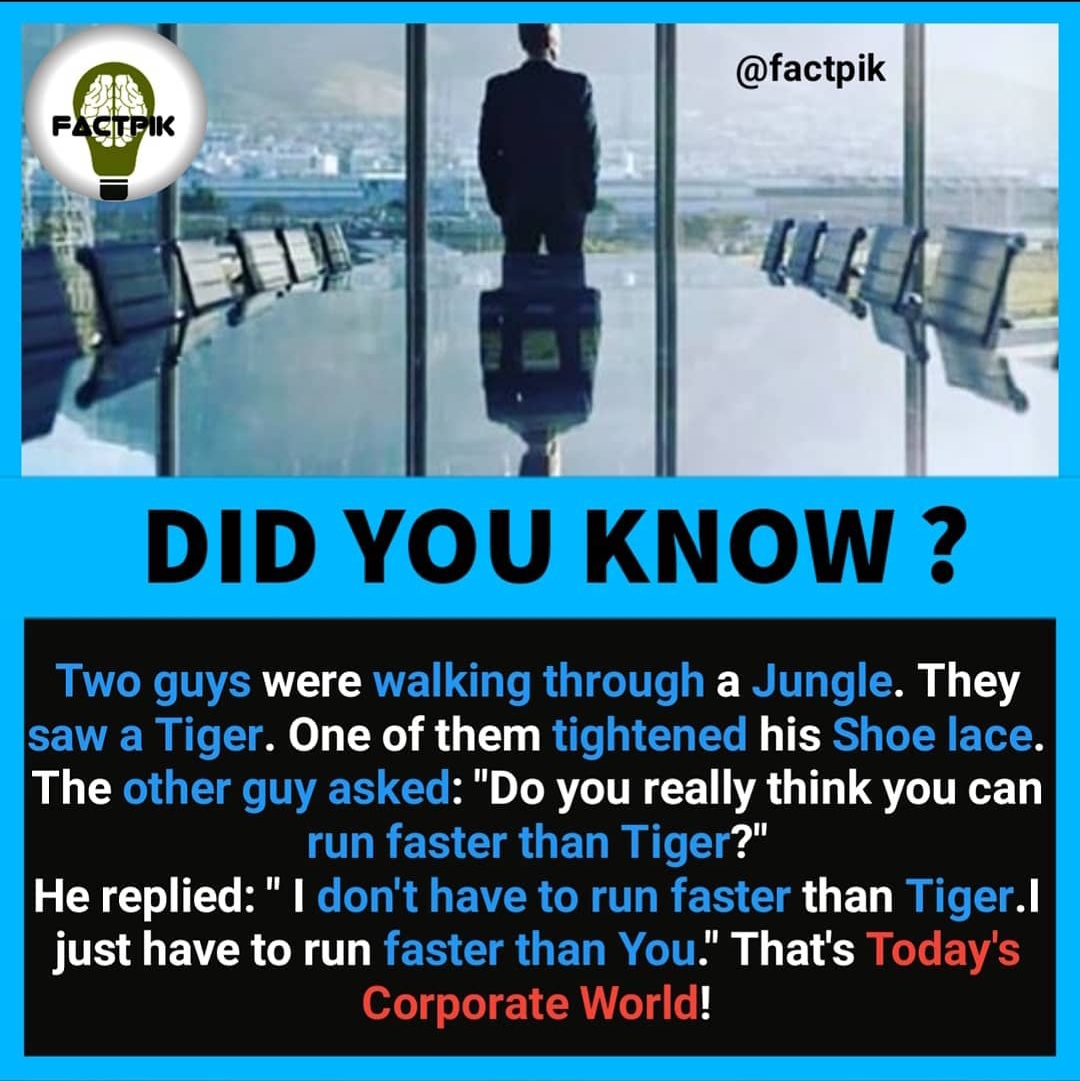 FACTPIK
@factpik
DID YOU KNOW ?
Two guys were walking through a Jungle. They
saw a Tiger. One of them tightened his Shoe lace.
The other guy asked: "Do you really think you can
run faster than Tiger?"
He replied: " I don't have to run faster than Tiger.I
just have to run faster than You." That's Today's
Corporate World!